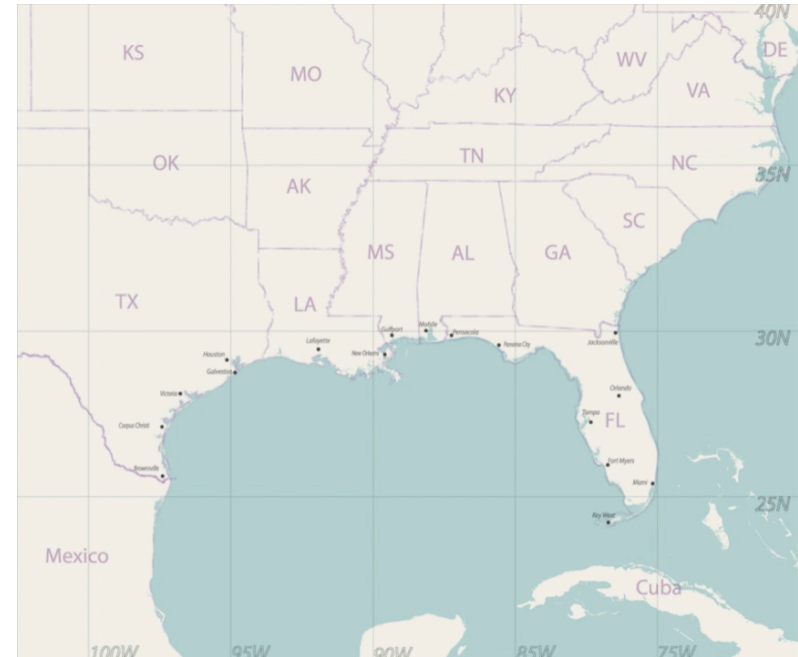 40N
KS
MO
WV
DE
KY
VA
TN
OK
NC
35N
AK
SC
MS
AL
GA
TX
LA
Gulfport
Mobile
Pensacola
30N
Lafayette
New Orleans
Panama City
Jacksonville
Houston
Galveston
Victoria
Orlando
Tampa
FL
Corpus Christi
Fort Myers
Brownsville
Miami
25N
Key West
Mexico
Cuba
100W
95W
90W
85W
75W